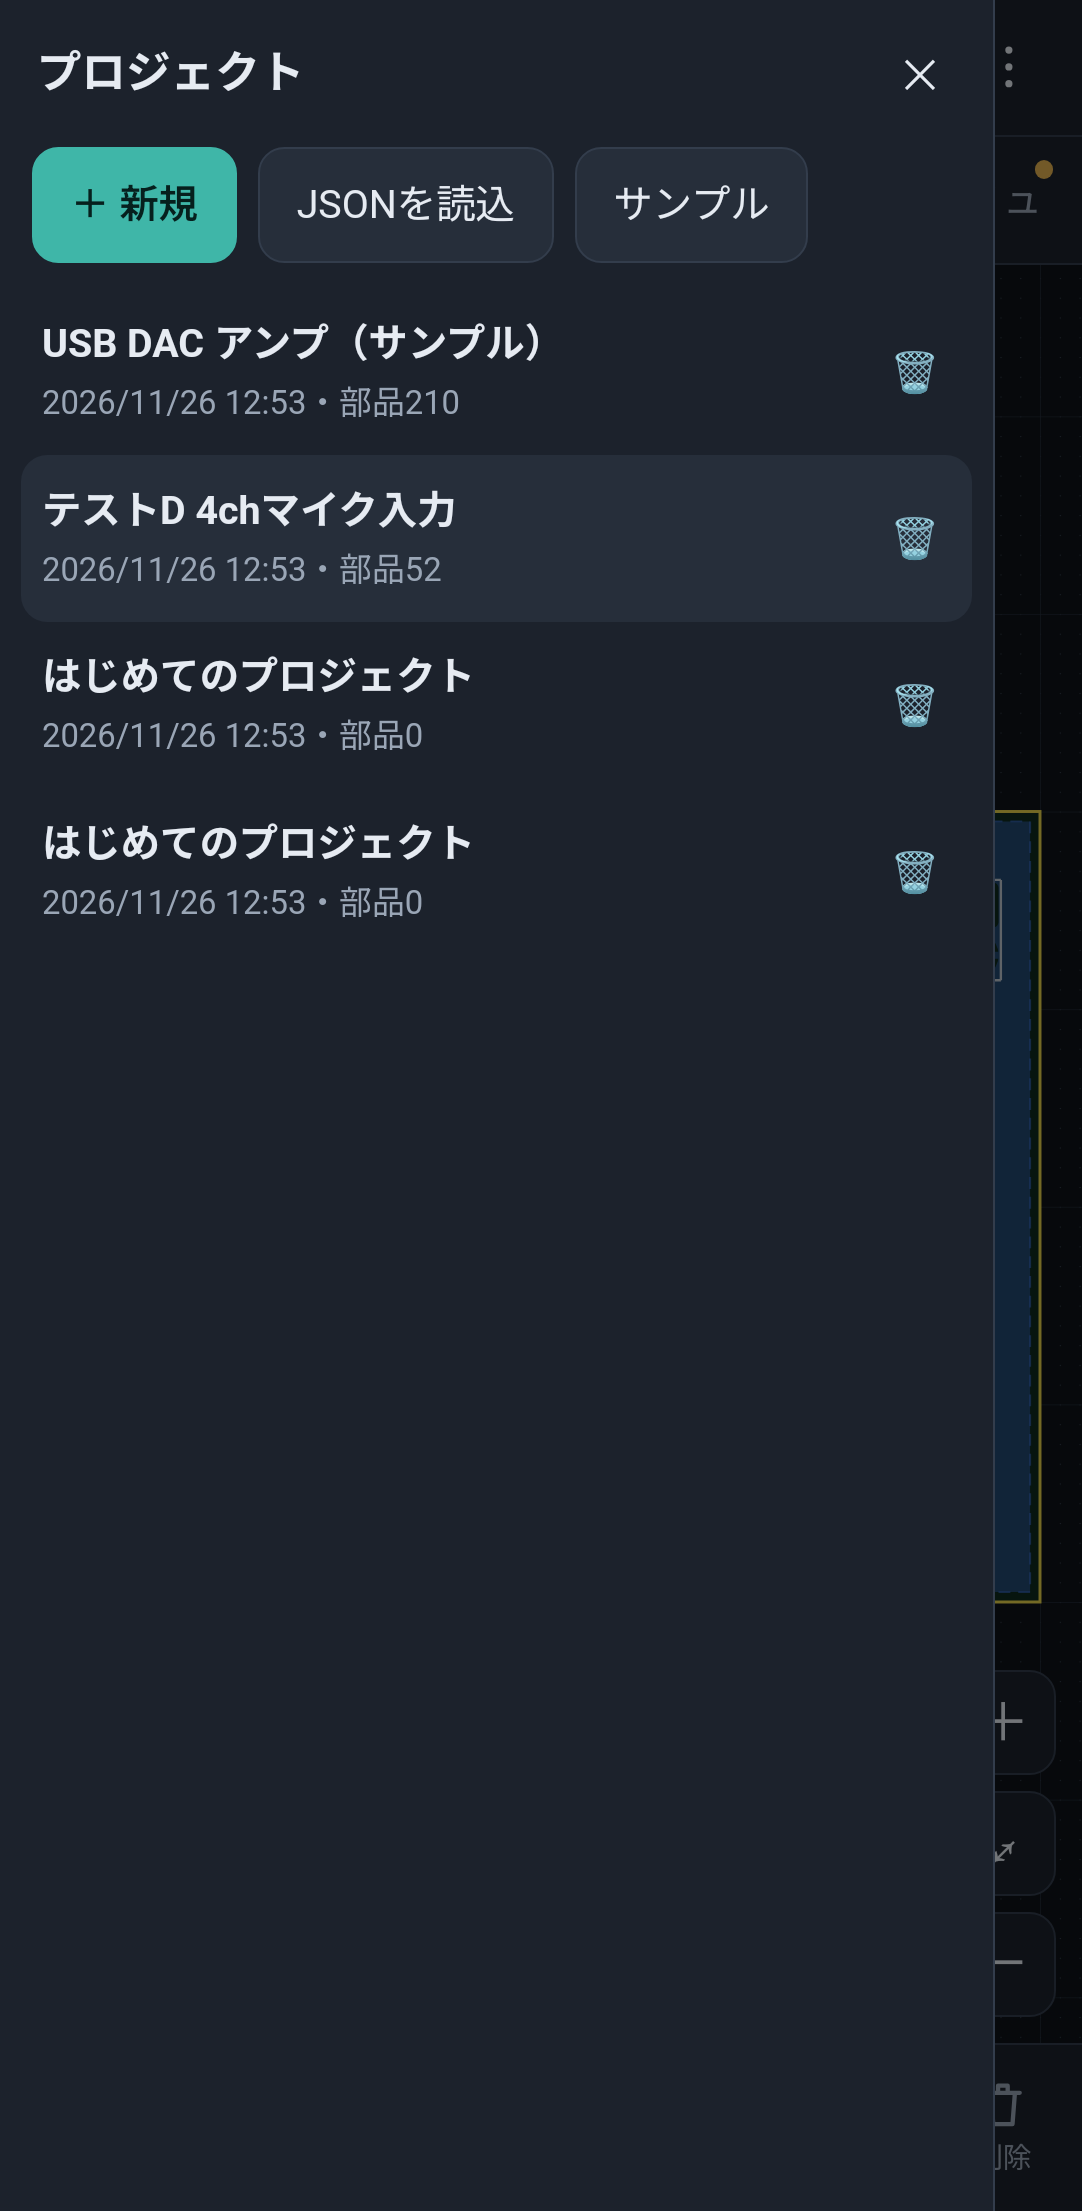 プロジェクト
＋ 新規
JSONを読込
サンプル
ュ
USB DAC アンプ（サンプル）
2026/11/26 12:53・部品210
テストD 4chマイク入力
2026/11/26 12:53・部品52
はじめてのプロジェクト
2026/11/26 12:53・部品0
はじめてのプロジェクト
2026/11/26 12:53・部品0
除